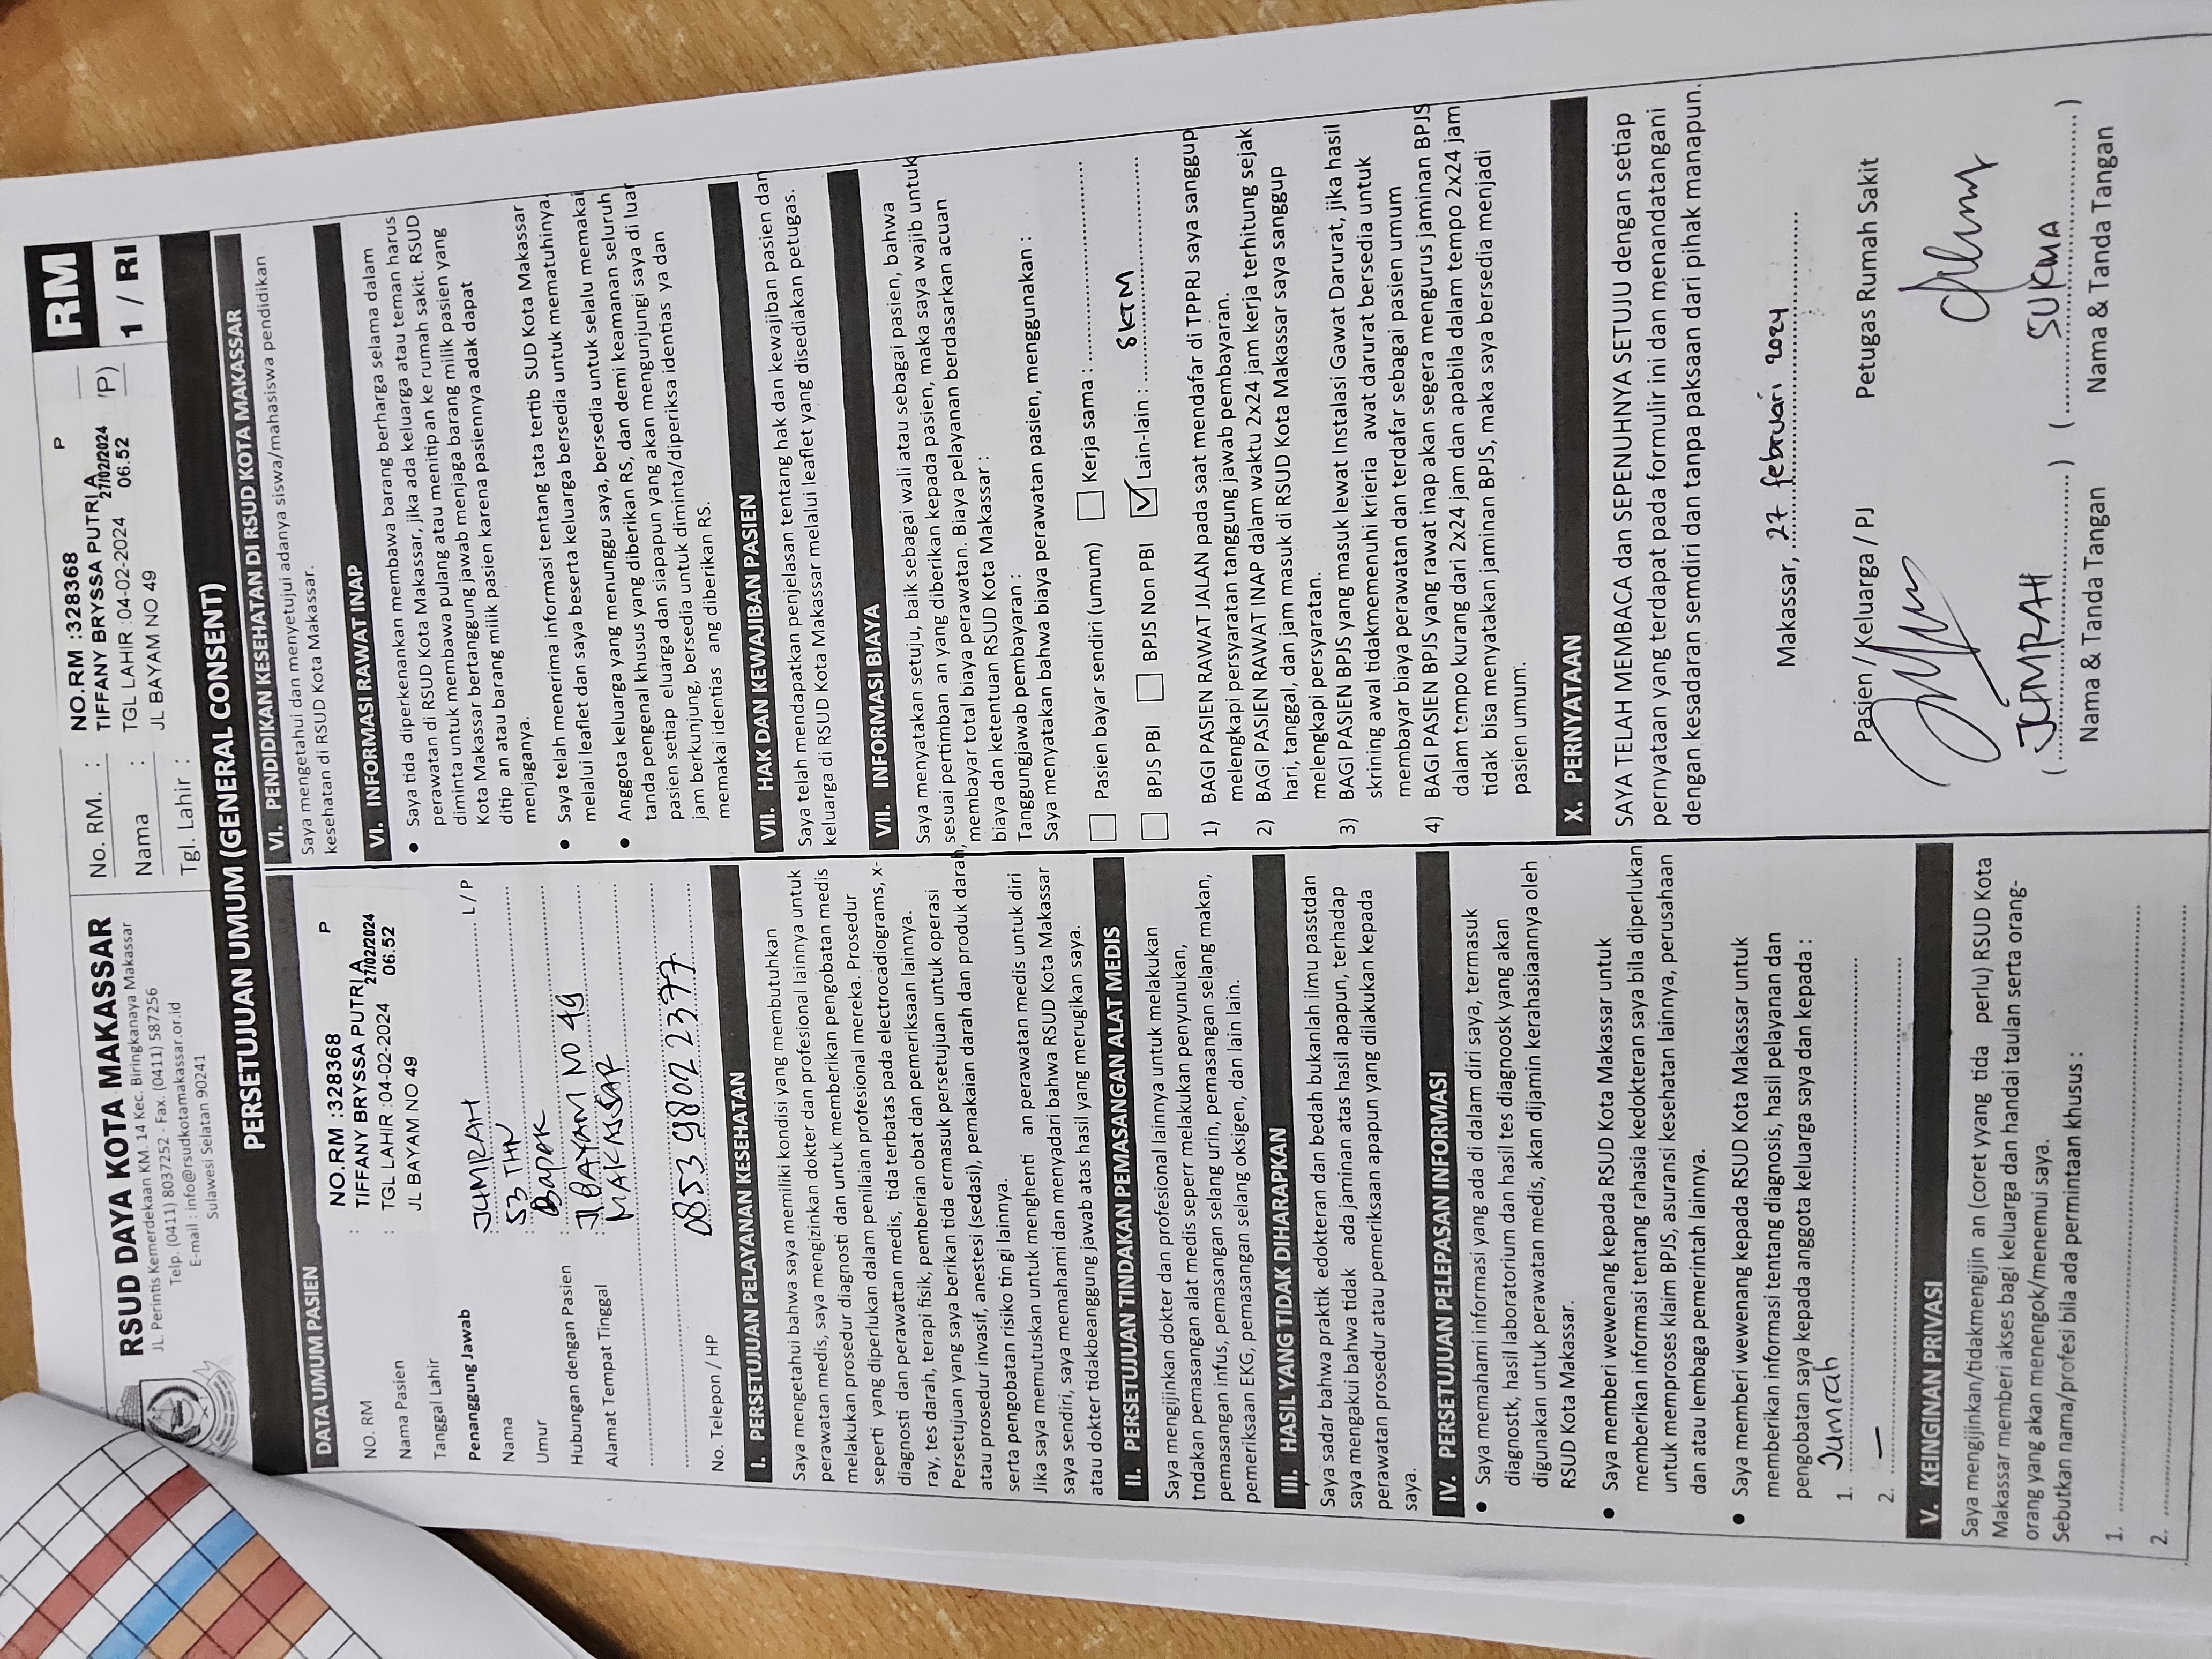 RSUD DAYA KOTA MAKASSAR
JL. Perintis Kemerdekaan KM. 14 Kec. Biringkanaya Makassar
Telp. (0411) 8037252 - Fax. (0411) 587256
E-mail : info@rsudkotamakassar.or.id
Sulawesi Selatan 90241
No. RM. :
Nama :
Tgl. Lahir :
NO.RM :328368 P
TIFFANY BRYSSA PUTRI A
27/02/2024
TGL LAHIR :04-02-2024 06.52
JL BAYAM NO 49
/P)
RM
1 / RI
PERSETUJUAN UMUM (GENERAL CONSENT)
DATA UMUM PASIEN
NO. RM :
Nama Pasien
Tanggal Lahir :
NO.RM :328368 P
TIFFANY BRYSSA PUTRI A
27/02/2024
TGL LAHIR :04-02-2024 06.52
JL BAYAM NO 49
Penanggung Jawab
Nama : JUMRAH L / P
Umur : 53 THN
Hubungan dengan Pasien : Bapak
Alamat Tempat Tinggal : Jl. BAYAM NO 49
MAKASSAR
No. Telepon / HP 0853 9802 2377
I. PERSETUJUAN PELAYANAN KESEHATAN
Saya mengetahui bahwa saya memiliki kondisi yang membutuhkan
perawatan medis, saya mengizinkan dokter dan profesional lainnya untuk
melakukan prosedur diagnosti dan untuk memberikan pengobatan medis
seperti yang diperlukan dalam penilaian profesional mereka. Prosedur
diagnosti dan perawatan medis, tida terbatas pada electrocadiograms, x-
ray, tes darah, terapi fisik, pemberian obat dan pemeriksaan lainnya.
Persetujuan yang saya berikan tida ermasuk persetujuan untuk operasi
atau prosedur invasif, anestesi (sedasi), pemakaian darah dan produk darah,
serta pengobatan risiko tin gi lainnya.
Jika saya memutuskan untuk menghenti an perawatan medis untuk diri
saya sendiri, saya memahami dan menyadari bahwa RSUD Kota Makassar
atau dokter tidakbeanggung jawab atas hasil yang merugikan saya.
II. PERSETUJUAN TINDAKAN PEMASANGAN ALAT MEDIS
Saya mengijinkan dokter dan profesional lainnya untuk melakukan
tndakan pemasangan alat medis seperr melakukan penyunukan,
pemasangan infus, pemasangan selang urin, pemasangan selang makan,
pemeriksaan EKG, pemasangan selang oksigen, dan lain lain.
III. HASIL YANG TIDAK DIHARAPKAN
Saya sadar bahwa praktik edokteran dan bedah bukanlah ilmu pastdan
saya mengakui bahwa tidak ada jaminan atas hasil apapun, terhadap
perawatan prosedur atau pemeriksaan apapun yang dilakukan kepada
saya.
IV. PERSETUJUAN PELEPASAN INFORMASI
• Saya memahami informasi yang ada di dalam diri saya, termasuk
diagnostk, hasil laboratorium dan hasil tes diagnoosk yang akan
digunakan untuk perawatan medis, akan dijamin kerahasiaannya oleh
RSUD Kota Makassar.
• Saya memberi wewenang kepada RSUD Kota Makassar untuk
memberikan informasi tentang rahasia kedokteran saya bila diperlukan
untuk memproses klaim BPJS, asuransi kesehatan lainnya, perusahaan
dan atau lembaga pemerintah lainnya.
• Saya memberi wewenang kepada RSUD Kota Makassar untuk
memberikan informasi tentang diagnosis, hasil pelayanan dan
pengobatan saya kepada anggota keluarga saya dan kepada :
1. Jumrah
2. —
V. KEINGINAN PRIVASI
Saya mengijinkan/tidakmengijin an (coret yyang tida perlu) RSUD Kota
Makassar memberi akses bagi keluarga dan handai taulan serta orang-
orang yang akan menengok/menemui saya.
Sebutkan nama/profesi bila ada permintaan khusus :
1.
2.
VI. PENDIDIKAN KESEHATAN DI RSUD KOTA MAKASSAR
Saya mengetahui dan menyetujui adanya siswa/mahasiswa pendidikan
kesehatan di RSUD Kota Makassar.
VI. INFORMASI RAWAT INAP
• Saya tida diperkenankan membawa barang berharga selama dalam
perawatan di RSUD Kota Makassar, jika ada keluarga atau teman harus
diminta untuk membawa pulang atau menitip an ke rumah sakit. RSUD
Kota Makassar bertanggung jawab menjaga barang milik pasien yang
ditip an atau barang milik pasien karena pasiennya adak dapat
menjaganya.
• Saya telah menerima informasi tentang tata tertib SUD Kota Makassar
melalui leaflet dan saya beserta keluarga bersedia untuk mematuhinya.
• Anggota keluarga yang menunggu saya, bersedia untuk selalu memakai
tanda pengenal khusus yang diberikan RS, dan demi keamanan seluruh
pasien setiap eluarga dan siapapun yang akan mengunjungi saya di luar
jam berkunjung, bersedia untuk diminta/diperiksa identias ya dan
memakai identias ang diberikan RS.
VII. HAK DAN KEWAJIBAN PASIEN
Saya telah mendapatkan penjelasan tentang hak dan kewajiban pasien dan
keluarga di RSUD Kota Makassar melalui leaflet yang disediakan petugas.
VII. INFORMASI BIAYA
Saya menyatakan setuju, baik sebagai wali atau sebagai pasien, bahwa
sesuai pertimban an yang diberikan kepada pasien, maka saya wajib untuk
membayar total biaya perawatan. Biaya pelayanan berdasarkan acuan
biaya dan ketentuan RSUD Kota Makassar :
Tanggungjawab pembayaran :
Saya menyatakan bahwa biaya perawatan pasien, menggunakan :
Pasien bayar sendiri (umum) Kerja sama :
BPJS PBI BPJS Non PBI ✓ Lain-lain : SKTM
1) BAGI PASIEN RAWAT JALAN pada saat mendafar di TPPRJ saya sanggup
melengkapi persyaratan tanggung jawab pembayaran.
2) BAGI PASIEN RAWAT INAP dalam waktu 2x24 jam kerja terhitung sejak
hari, tanggal, dan jam masuk di RSUD Kota Makassar saya sanggup
melengkapi persyaratan.
3) BAGI PASIEN BPJS yang masuk lewat Instalasi Gawat Darurat, jika hasil
skrining awal tidakmemenuhi krieria awat darurat bersedia untuk
membayar biaya perawatan dan terdafar sebagai pasien umum
4) BAGI PASIEN BPJS yang rawat inap akan segera mengurus jaminan BPJS
dalam tempo kurang dari 2x24 jam dan apabila dalam tempo 2x24 jam
tidak bisa menyatakan jaminan BPJS, maka saya bersedia menjadi
pasien umum.
X. PERNYATAAN
SAYA TELAH MEMBACA dan SEPENUHNYA SETUJU dengan setiap
pernyataan yang terdapat pada formulir ini dan menandatangani
dengan kesadaran semdiri dan tanpa paksaan dari pihak manapun.
Makassar, 27 februari 2024
Pasien / Keluarga / PJ Petugas Rumah Sakit
( JUMRAH ) ( SUKMA )
Nama & Tanda Tangan Nama & Tanda Tangan